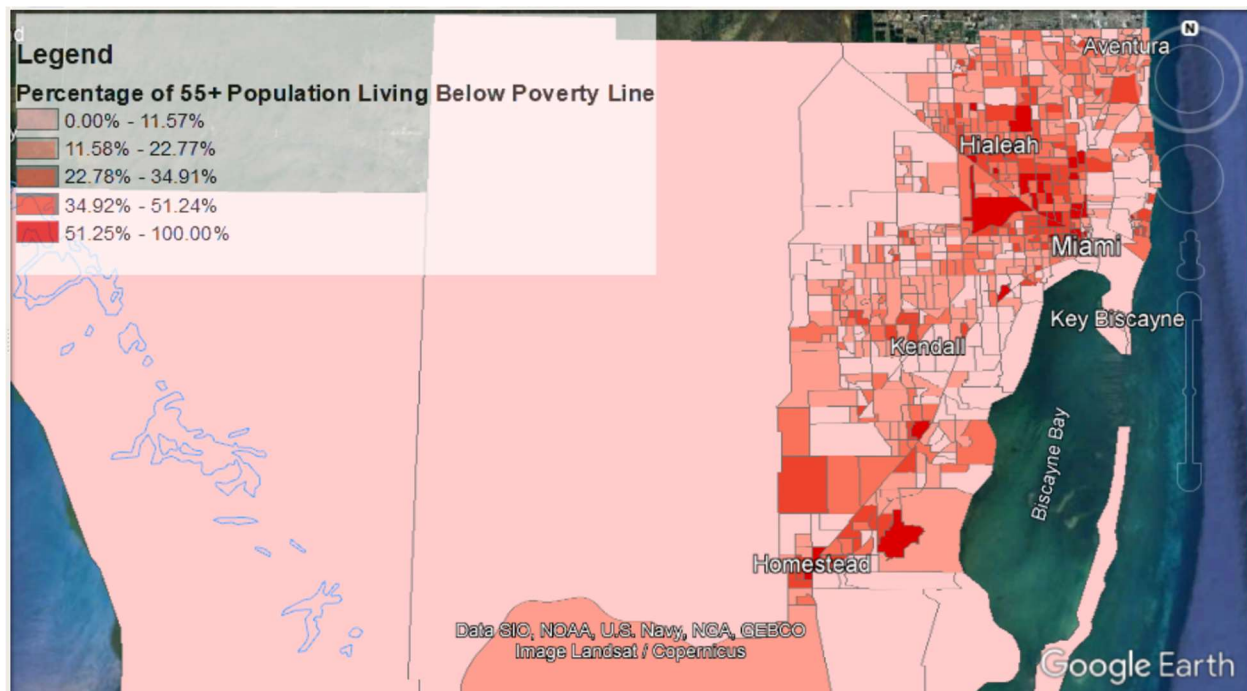 Legend
Percentage of 55+ Population Living Below Poverty Line
0.00% - 11.57%
11.58% - 22.77%
22.78% - 34.91%
34.92% - 51.24%
51.25% - 100.00%
N
Aventura
Hialeah
Miami
Key Biscayne
Kendall
Biscayne Bay
Homestead
Data SIO, NOAA, U.S. Navy, NGA, GEBCO
Image Landsat / Copernicus
Google Earth